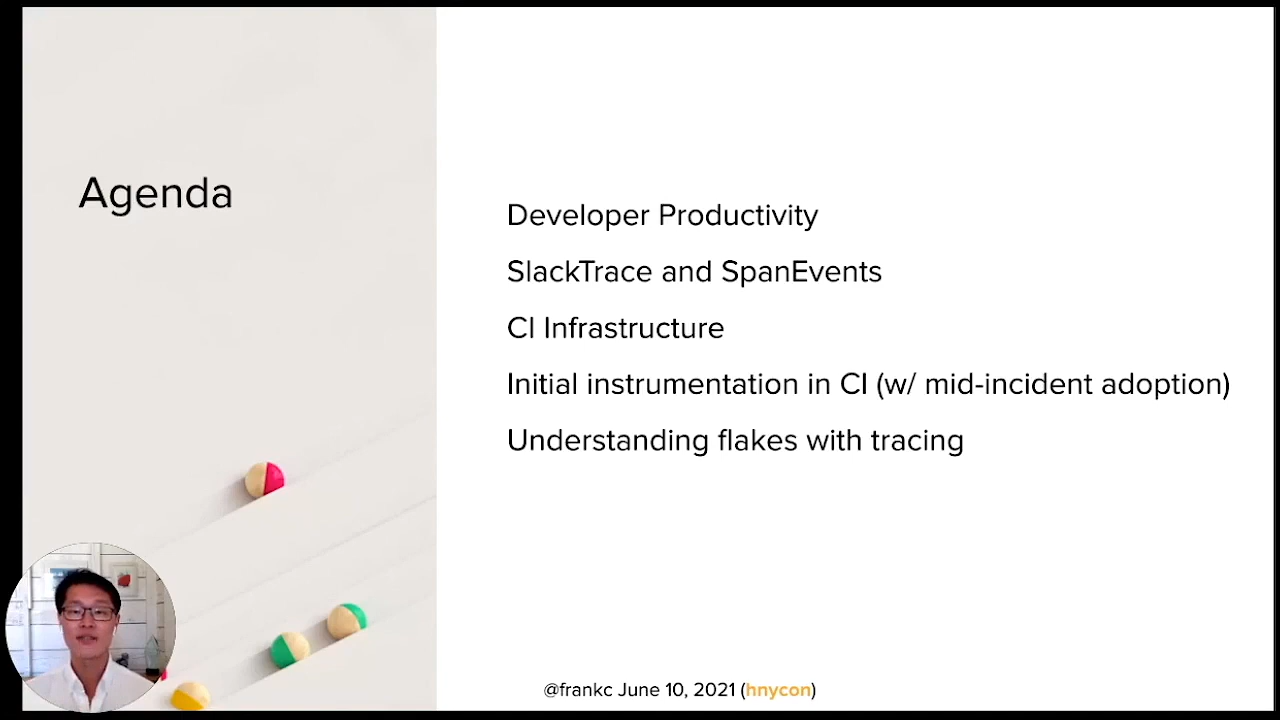 Agenda
Developer Productivity
SlackTrace and SpanEvents
CI Infrastructure
Initial instrumentation in CI (w/ mid-incident adoption)
Understanding flakes with tracing
@frankc June 10, 2021 (hnycon)